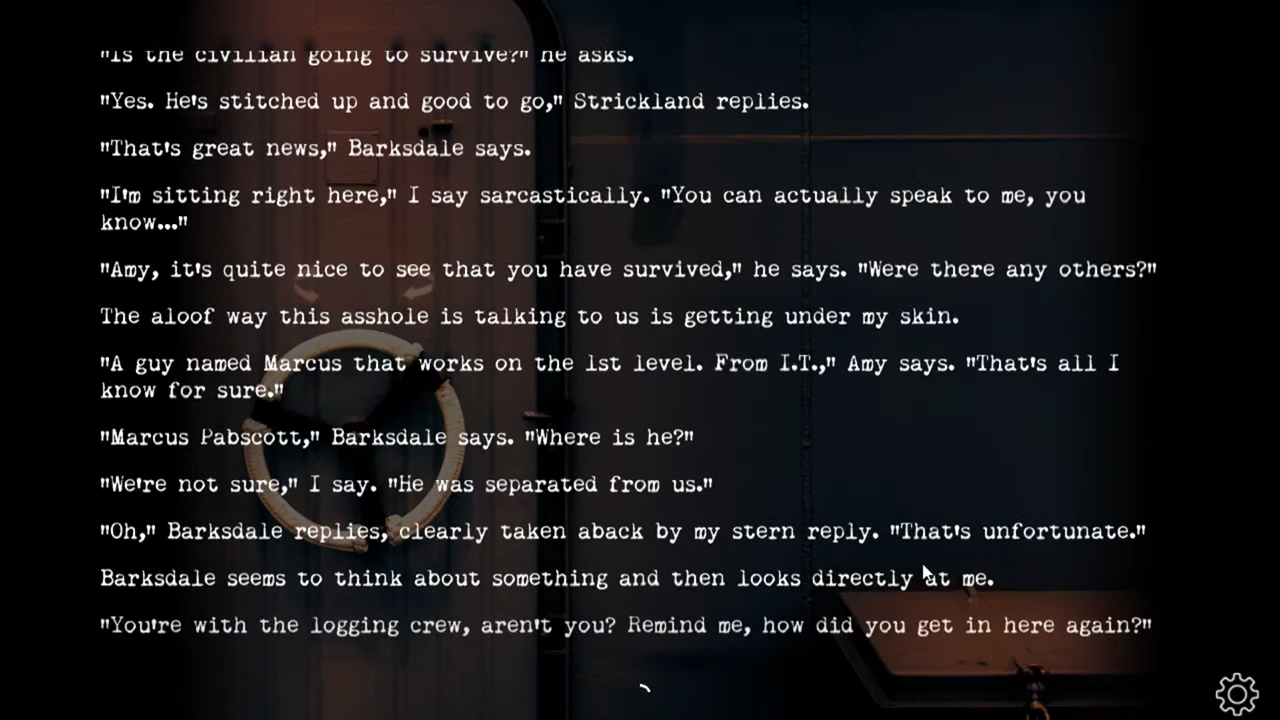 "Is the civilian going to survive?" he asks.
"Yes. He's stitched up and good to go," Strickland replies.
"That's great news," Barksdale says.
"I'm sitting right here," I say sarcastically. "You can actually speak to me, you
know..."
"Amy, it's quite nice to see that you have survived," he says. "Were there any others?"
The aloof way this asshole is talking to us is getting under my skin.
"A guy named Marcus that works on the 1st level. From I.T.," Amy says. "That's all I
know for sure."
"Marcus Pabscott," Barksdale says. "Where is he?"
"We're not sure," I say. "He was separated from us."
"Oh," Barksdale replies, clearly taken aback by my stern reply. "That's unfortunate."
Barksdale seems to think about something and then looks directly at me.
"You're with the logging crew, aren't you? Remind me, how did you get in here again?"